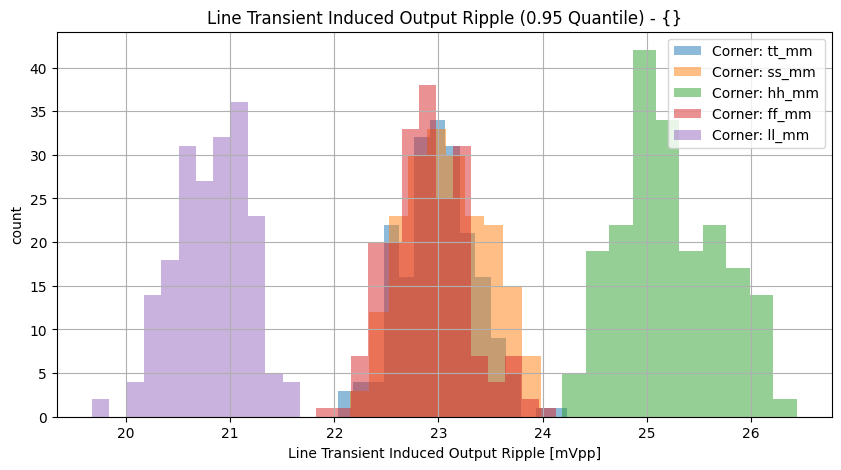 Line Transient Induced Output Ripple (0.95 Quantile) - {}
Corner: tt_mm
Corner: ss_mm
Corner: hh_mm
Corner: ff_mm
Corner: ll_mm
count
40
35
30
25
20
15
10
5
0
20 21 22 23 24 25 26
Line Transient Induced Output Ripple [mVpp]